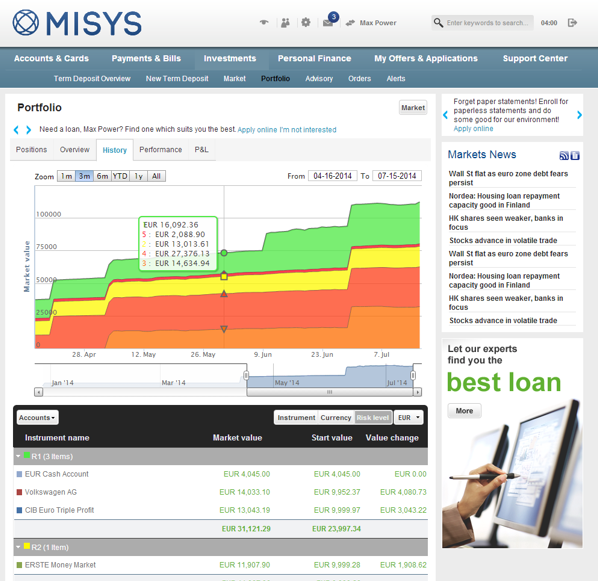 MISYS
3
Max Power
Enter keywords to search...
04:00
Accounts & Cards
Payments & Bills
Investments
Personal Finance
My Offers & Applications
Support Center
Term Deposit Overview
New Term Deposit
Market
Portfolio
Advisory
Orders
Alerts
Portfolio
Market
Need a loan, Max Power? Find one which suits you the best. Apply online I'm not interested
Positions
Overview
History
Performance
P&L
Zoom 1m 3m 6m YTD 1y All
From 04-16-2014 To 07-15-2014
Market value
100000
75000
50000
25000
0
EUR 16,092.36
5 : EUR 2,088.90
2 : EUR 13,013.61
4 : EUR 27,376.13
3 : EUR 14,634.94
28. Apr
12. May
26. May
9. Jun
23. Jun
7. Jul
Jan '14
Mar '14
May '14
Jul '14
Accounts
Instrument Currency Risk level EUR
Instrument name
Market value
Start value
Value change
R1 (3 Items)
EUR Cash Account EUR 4,045.00 EUR 4,045.00 EUR 0.00
Volkswagen AG EUR 14,033.10 EUR 9,952.37 EUR 4,080.73
CIB Euro Triple Profit EUR 13,043.19 EUR 9,999.97 EUR 3,043.22
EUR 31,121.29 EUR 23,997.34
R2 (1 Item)
ERSTE Money Market EUR 11,907.90 EUR 9,999.28 EUR 1,908.62
Forget paper statements! Enroll for
paperless statements and do
some good for our environment!
Apply online
Markets News
Wall St flat as euro zone debt fears
persist
Nordea: Housing loan repayment
capacity good in Finland
HK shares seen weaker, banks in
focus
Stocks advance in volatile trade
Wall St flat as euro zone debt fears
persist
Nordea: Housing loan repayment
capacity good in Finland
HK shares seen weaker, banks in
focus
Stocks advance in volatile trade
Let our experts
find you the
best loan
More